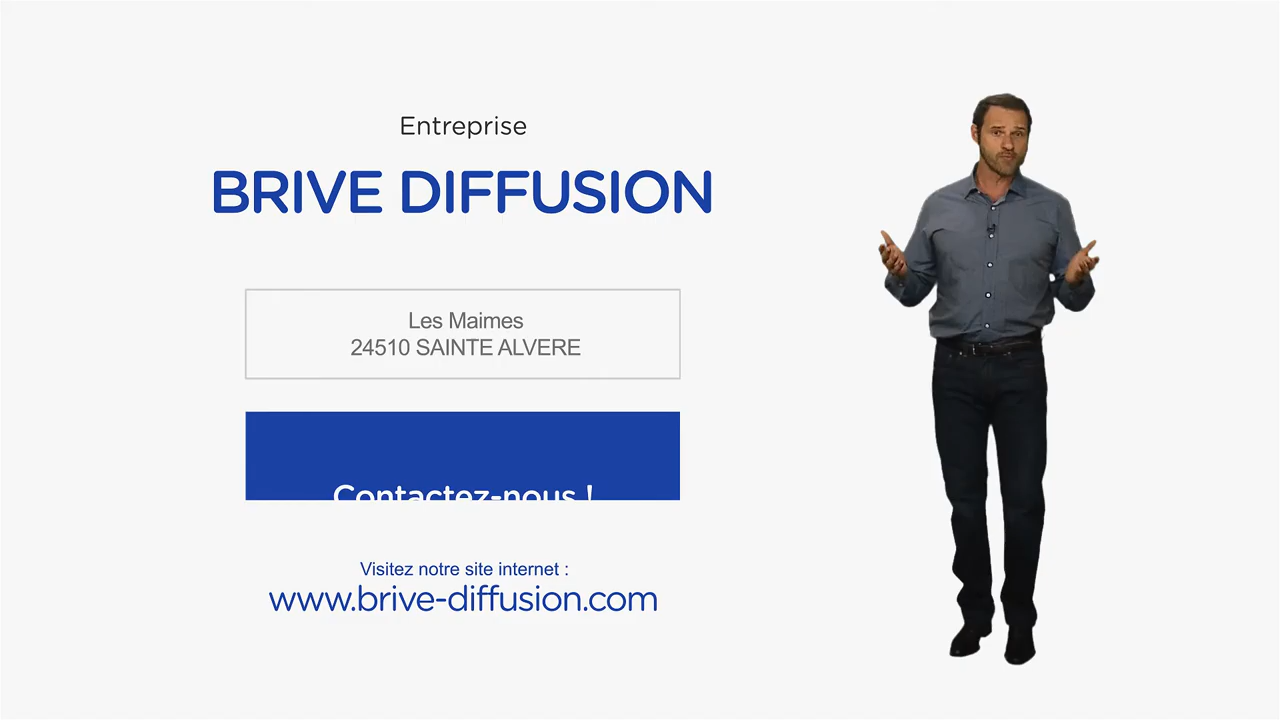 Entreprise
BRIVE DIFFUSION
Les Maimes
24510 SAINTE ALVERE
Contactez-nous !
Visitez notre site internet :
www.brive-diffusion.com